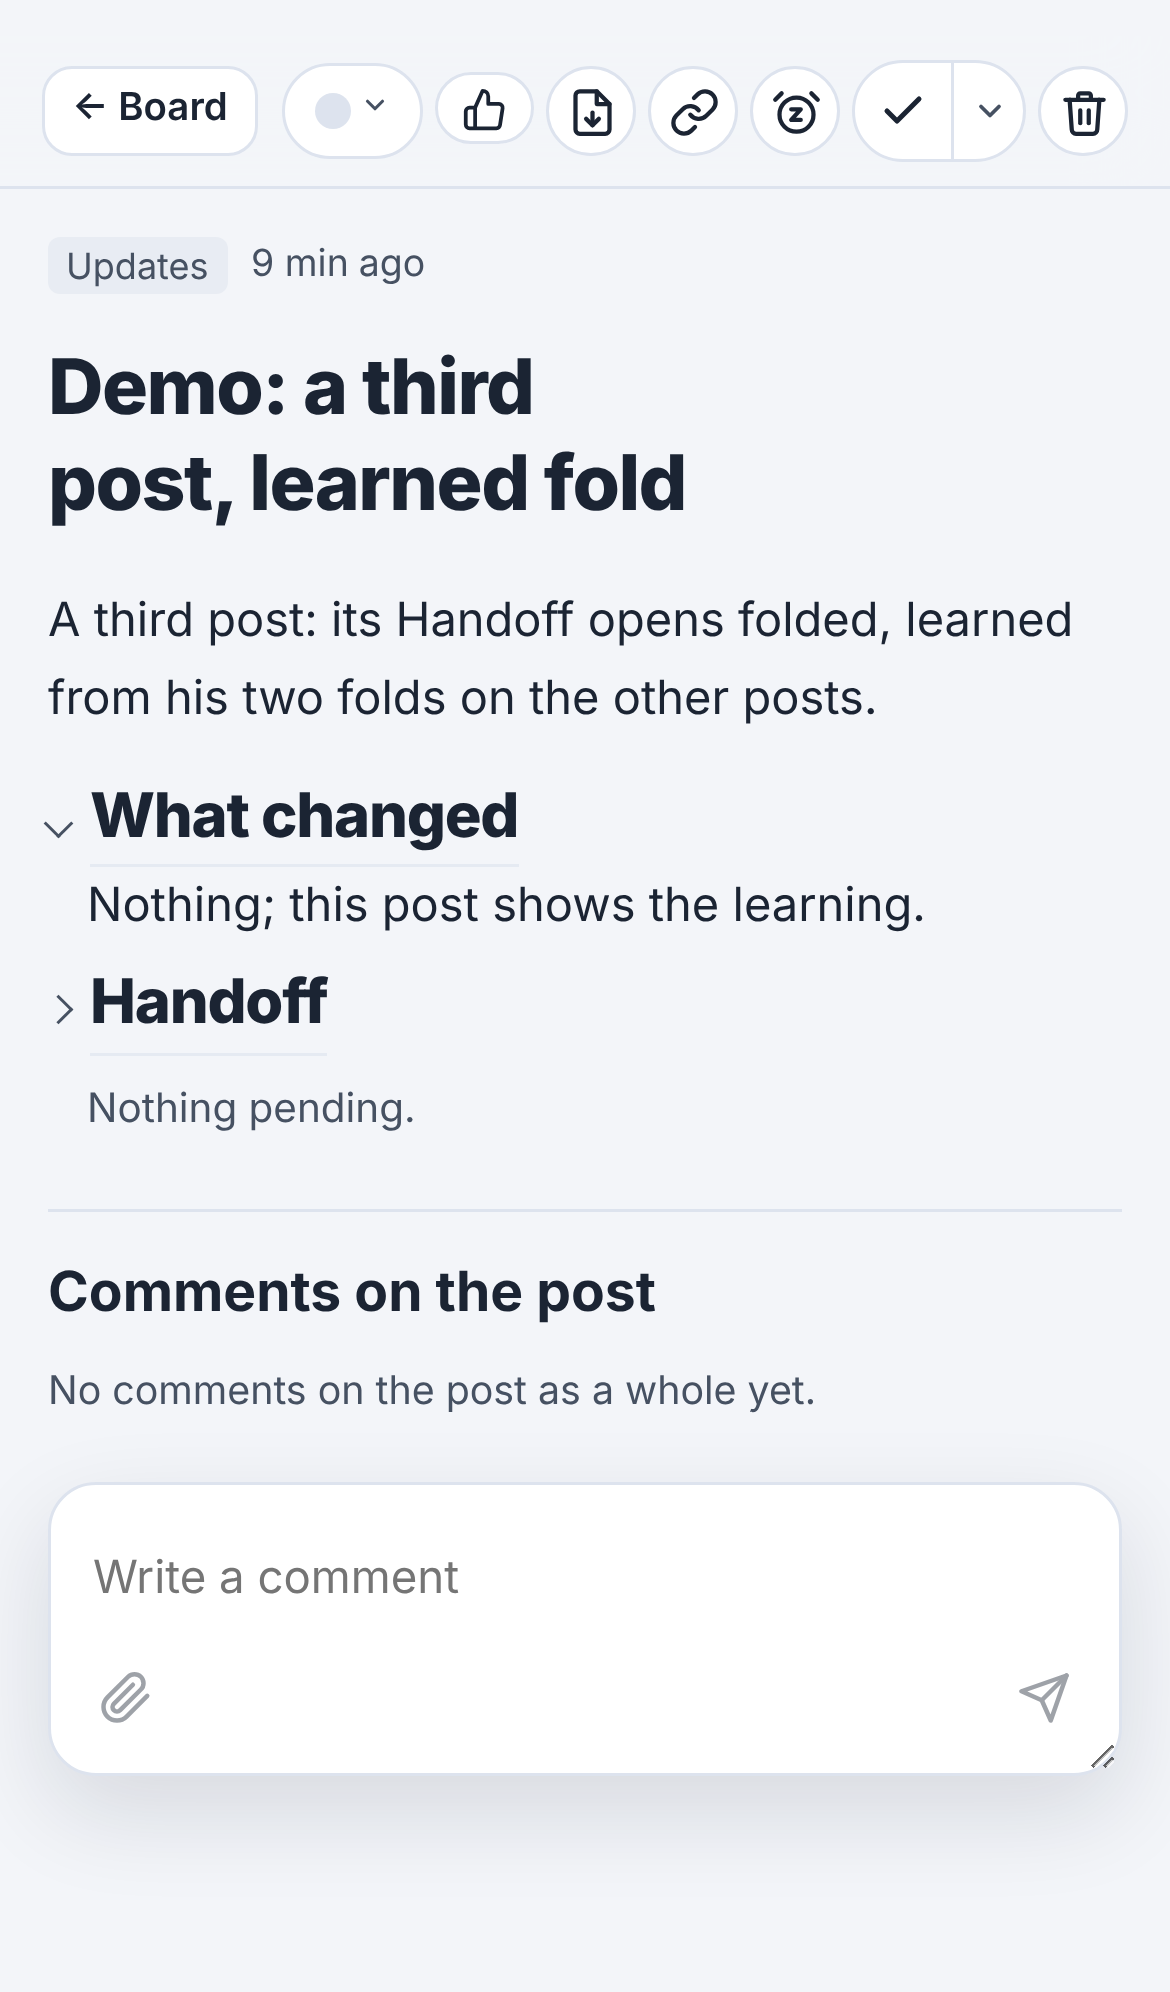 Board
Updates 9 min ago
Demo: a third
post, learned fold
A third post: its Handoff opens folded, learned
from his two folds on the other posts.
What changed
Nothing; this post shows the learning.
Handoff
Nothing pending.
Comments on the post
No comments on the post as a whole yet.
Write a comment